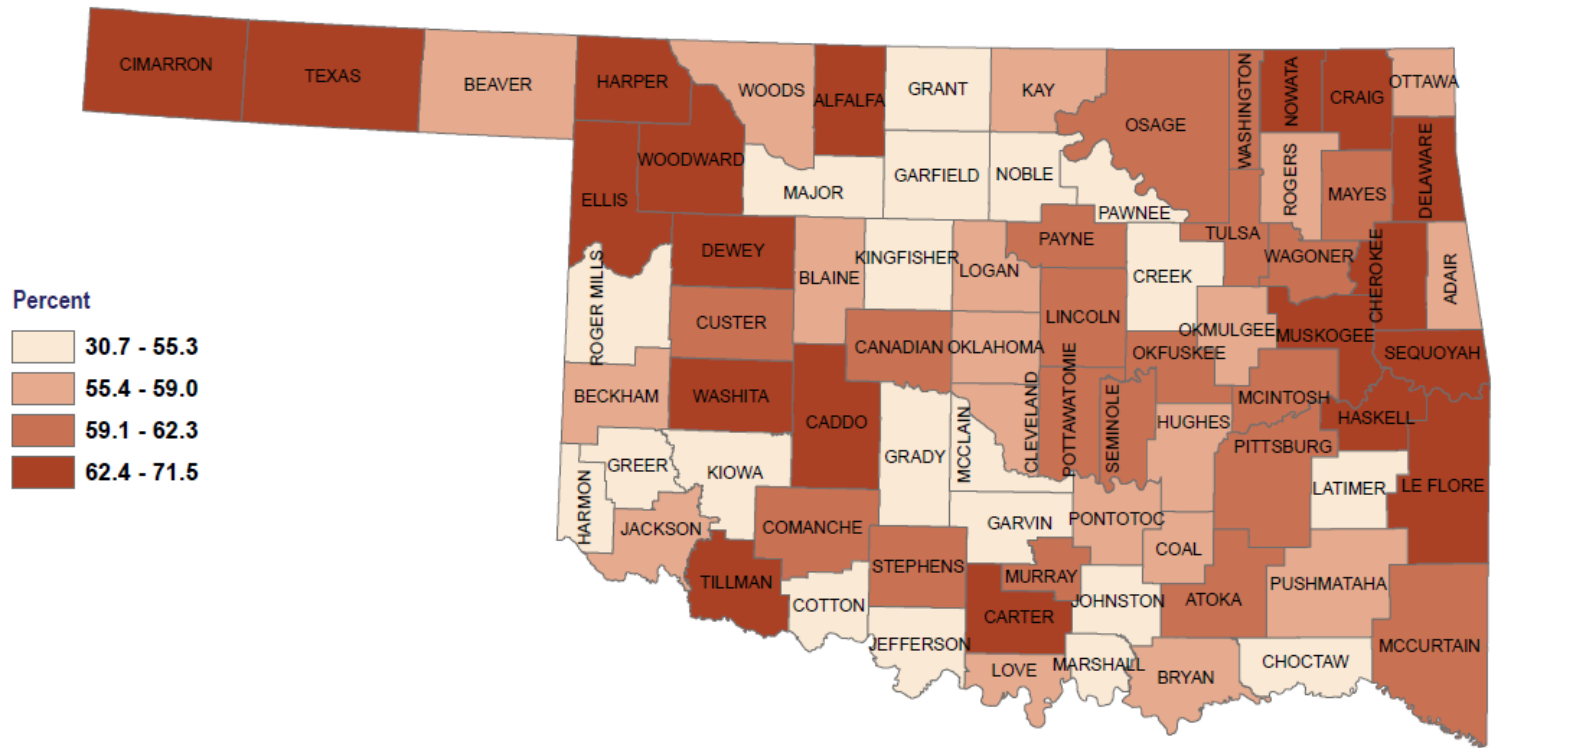 CIMARRON
TEXAS
BEAVER
HARPER
WOODS
ALFALFA
GRANT
KAY
OSAGE
WASHINGTON
NOWATA
CRAIG
OTTAWA
WOODWARD
ELLIS
MAJOR
GARFIELD
NOBLE
PAWNEE
ROGERS
MAYES
DELAWARE
DEWEY
BLAINE
KINGFISHER
LOGAN
PAYNE
CREEK
TULSA
WAGONER
CHEROKEE
ADAIR
ROGER MILLS
CUSTER
CANADIAN
OKLAHOMA
LINCOLN
OKMULGEE
OKFUSKEE
MUSKOGEE
SEQUOYAH
Percent
30.7 - 55.3
55.4 - 59.0
59.1 - 62.3
62.4 - 71.5
BECKHAM
WASHITA
CADDO
GRADY
MCCLAIN
CLEVELAND
POTTAWATOMIE
SEMINOLE
HUGHES
MCINTOSH
HASKELL
PITTSBURG
LATIMER
LE FLORE
HARMON
GREER
KIOWA
JACKSON
COMANCHE
STEPHENS
GARVIN
PONTOTOC
COAL
TILLMAN
COTTON
JEFFERSON
MURRAY
CARTER
JOHNSTON
ATOKA
PUSHMATAHA
LOVE
MARSHALL
BRYAN
CHOCTAW
MCCURTAIN